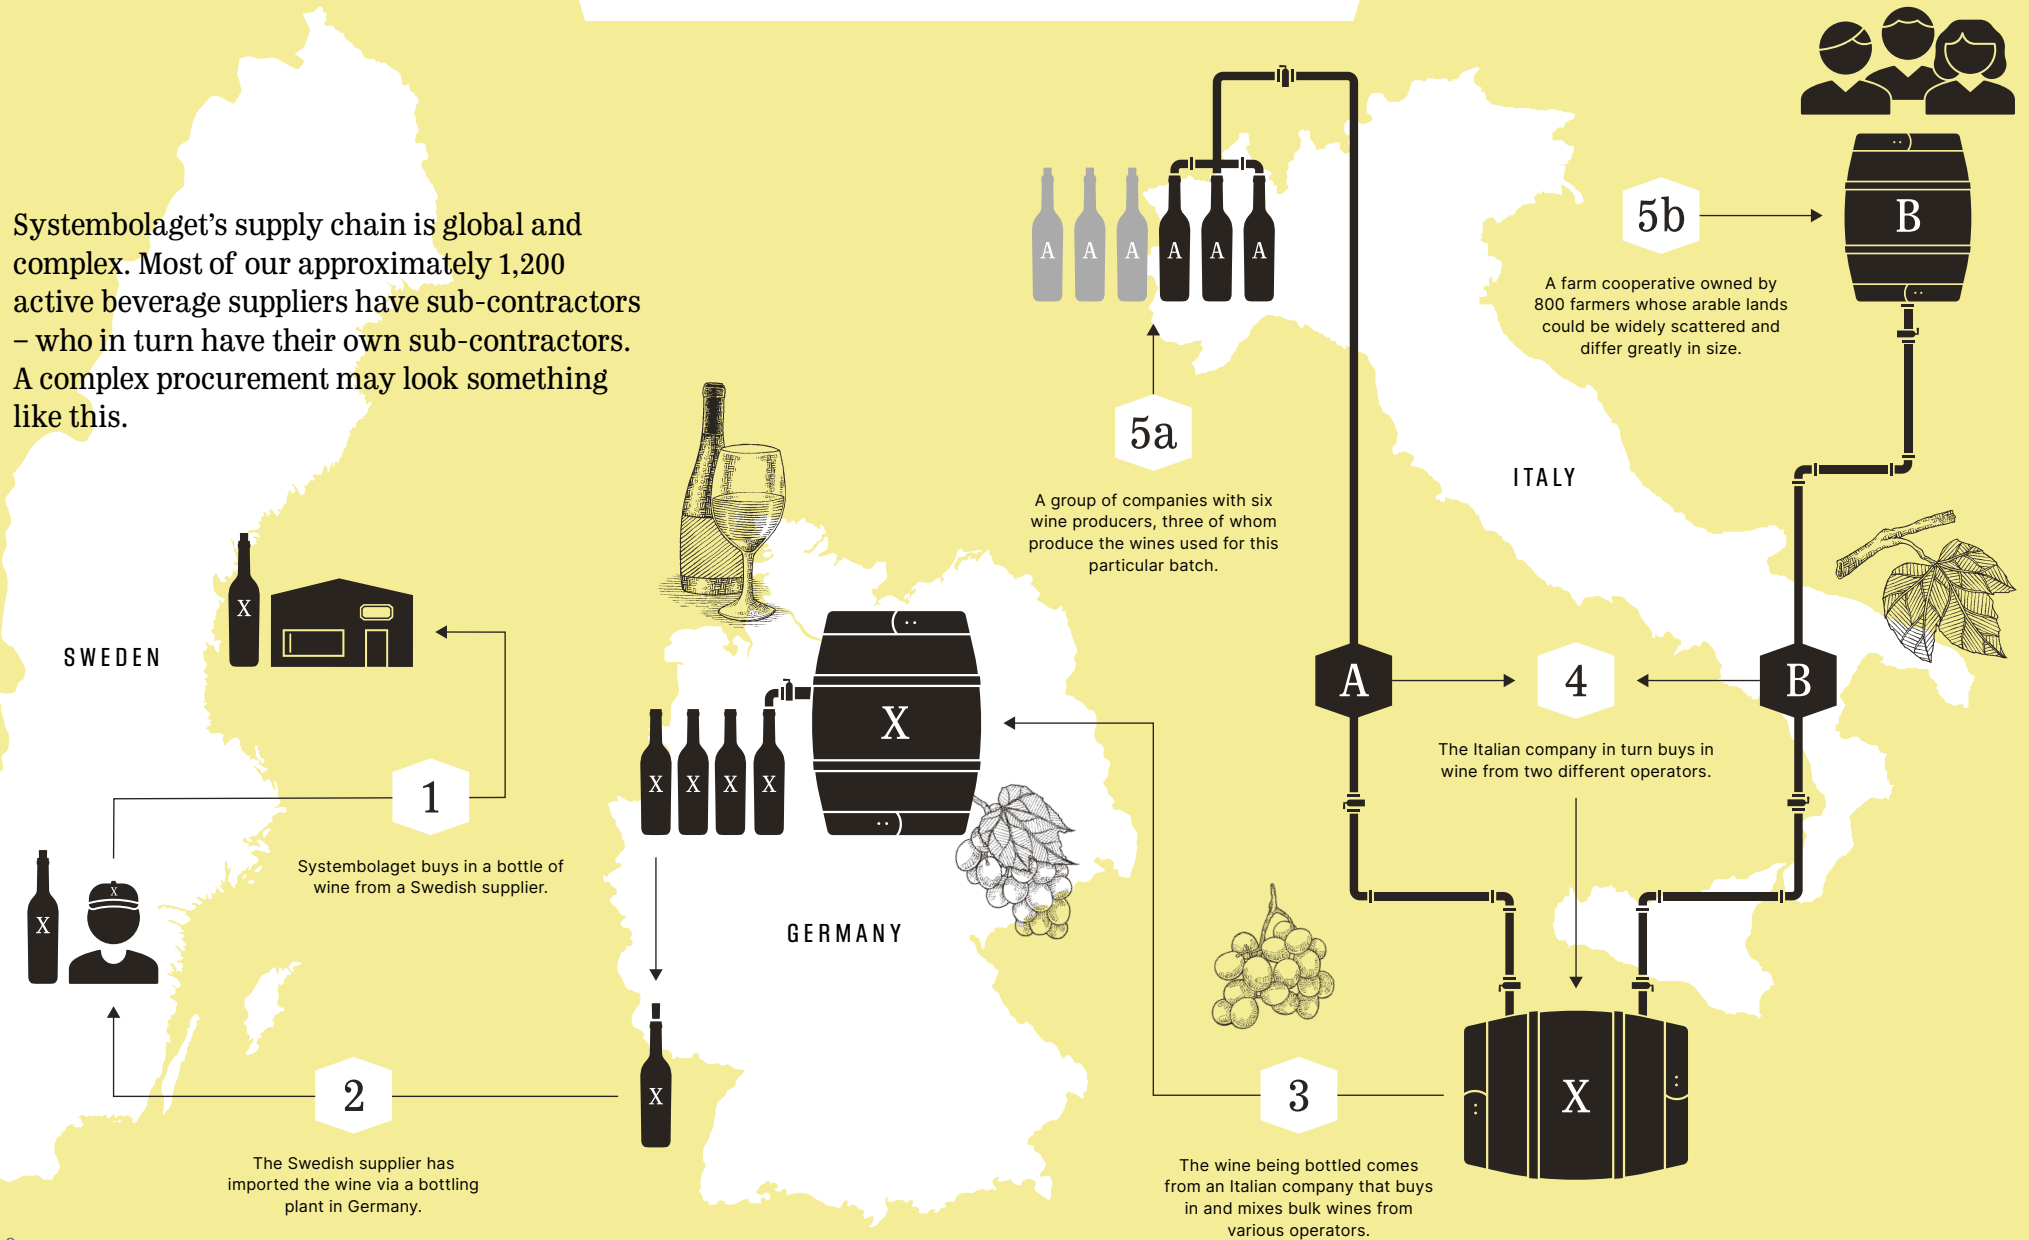 Systembolaget’s supply chain is global and
complex. Most of our approximately 1,200
active beverage suppliers have sub-contractors
– who in turn have their own sub-contractors.
A complex procurement may look something
like this.
SWEDEN
X
1
Systembolaget buys in a bottle of
wine from a Swedish supplier.
X
X
2
The Swedish supplier has
imported the wine via a bottling
plant in Germany.
X
X
X
X
X
GERMANY
X
3
The wine being bottled comes
from an Italian company that buys
in and mixes bulk wines from
various operators.
A
A
A
A
A
A
5a
A group of companies with six
wine producers, three of whom
produce the wines used for this
particular batch.
ITALY
5b
B
A farm cooperative owned by
800 farmers whose arable lands
could be widely scattered and
differ greatly in size.
A
4
B
The Italian company in turn buys in
wine from two different operators.
X